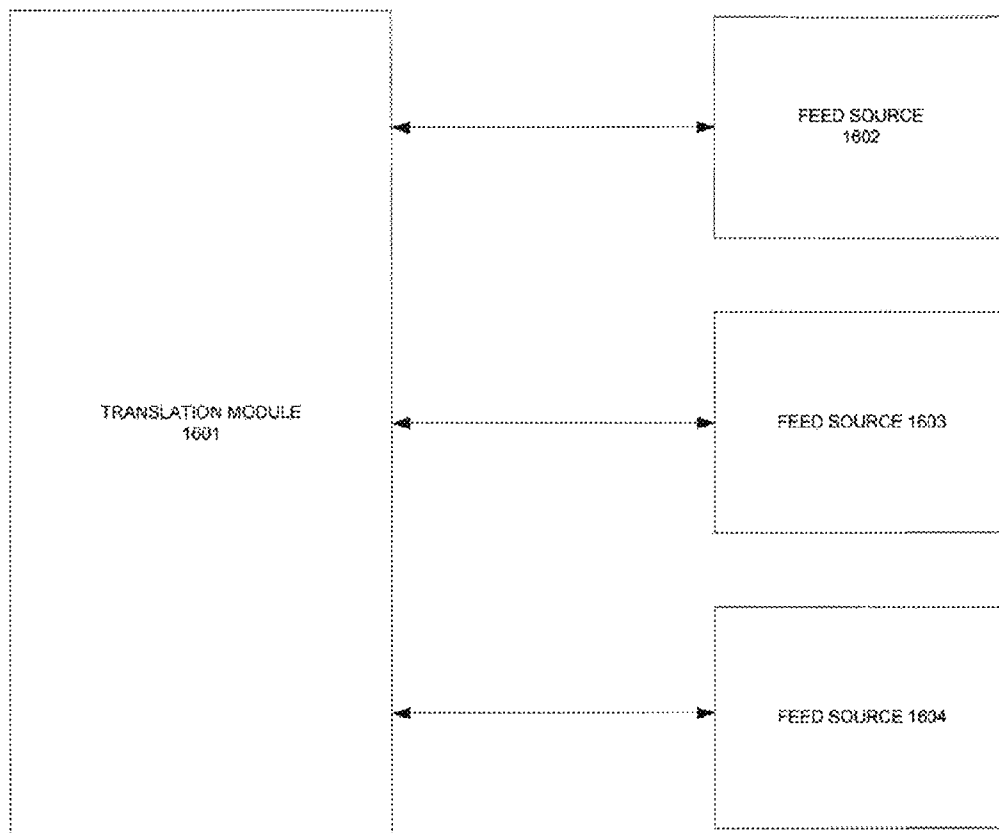 FEED SOURCE
1602
TRANSLATION MODULE
1601
FEED SOURCE 1603
FEED SOURCE 1604